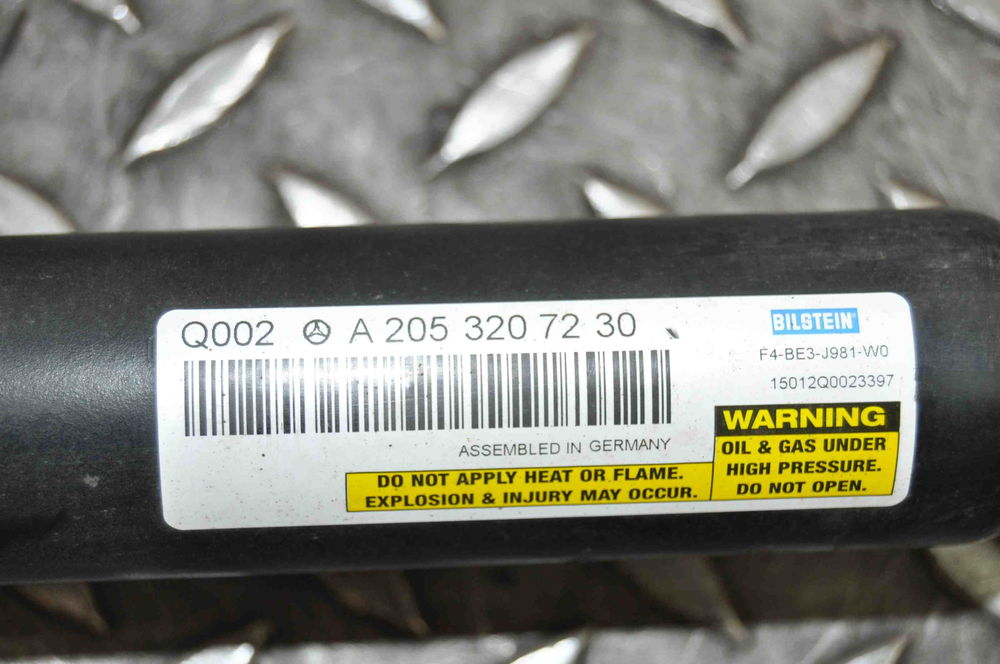 Q002 A 205 320 72 30
BILSTEIN
F4-BE3-J981-W0
15012Q0023397
ASSEMBLED IN GERMANY
WARNING
OIL & GAS UNDER
HIGH PRESSURE.
DO NOT OPEN.
DO NOT APPLY HEAT OR FLAME.
EXPLOSION & INJURY MAY OCCUR.